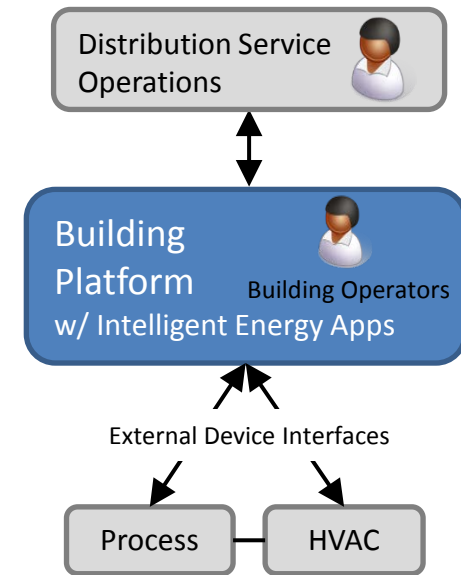 Distribution Service
Operations
Building
Platform
Building Operators
w/ Intelligent Energy Apps
External Device Interfaces
Process
HVAC